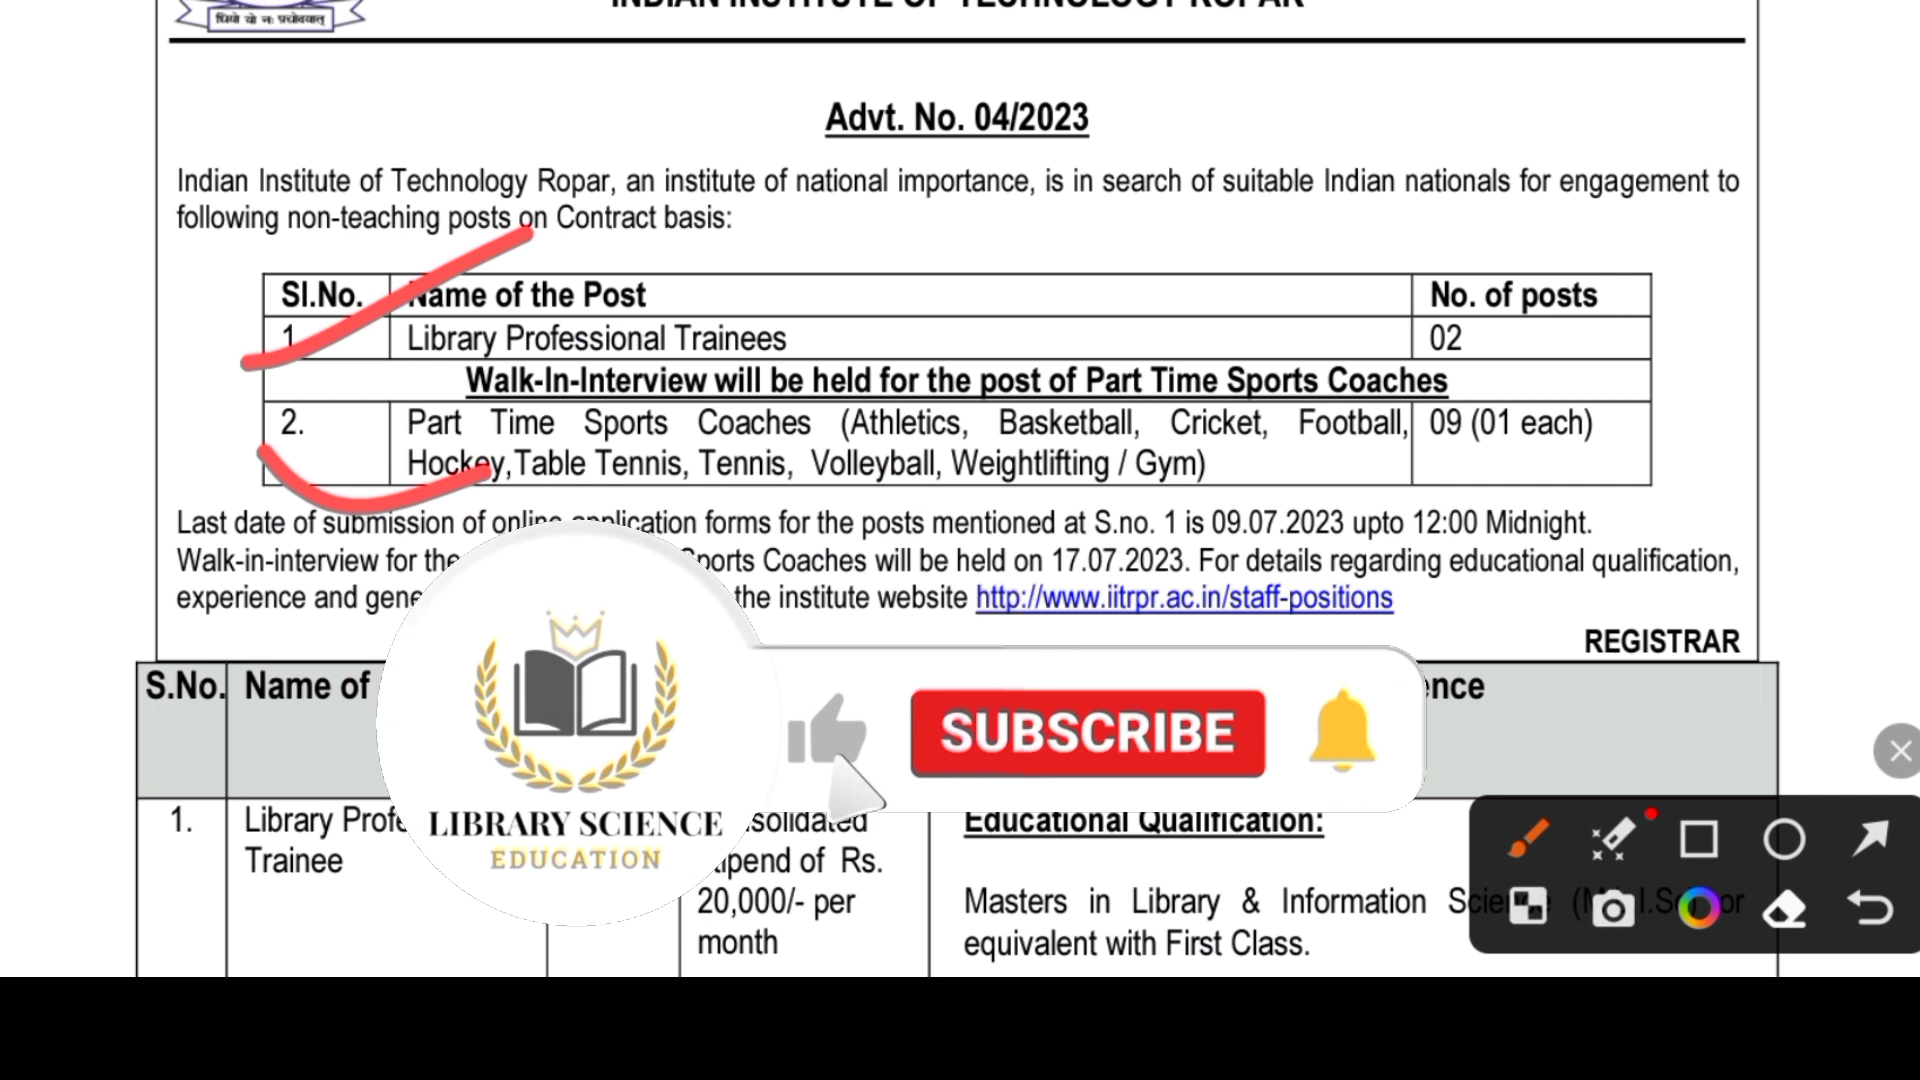 धियो यो नः प्रचोदयात्
INDIAN INSTITUTE OF TECHNOLOGY ROPAR
Advt. No. 04/2023
Indian Institute of Technology Ropar, an institute of national importance, is in search of suitable Indian nationals for engagement to
following non-teaching posts on Contract basis:
Sl.No. Name of the Post No. of posts
1 Library Professional Trainees 02
Walk-In-Interview will be held for the post of Part Time Sports Coaches
2. Part Time Sports Coaches (Athletics, Basketball, Cricket, Football, 09 (01 each)
Hockey,Table Tennis, Tennis, Volleyball, Weightlifting / Gym)
Last date of submission of online application forms for the posts mentioned at S.no. 1 is 09.07.2023 upto 12:00 Midnight.
Walk-in-interview for the Sports Coaches will be held on 17.07.2023. For details regarding educational qualification,
experience and the institute website http://www.iitrpr.ac.in/staff-positions
REGISTRAR
S.No. Name of
SUBSCRIBE
1. Library Educational Qualification:
LIBRARY SCIENCE
EDUCATION
Trainee of Rs.
20,000/- per Masters in Library & Information
month equivalent with First Class.